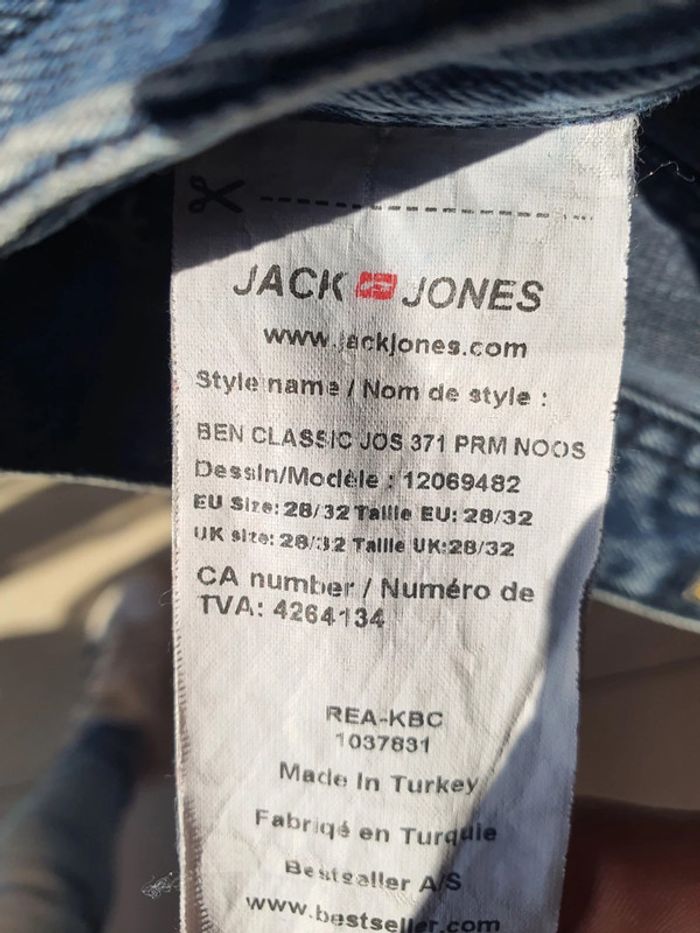 JACK JONES
www.jackjones.com
Style name / Nom de style :
BEN CLASSIC JOS 371 PRM NOOS
Dessin/Modèle : 12069482
EU Size: 28/32 Taille EU: 28/32
UK size: 28/32 Taille UK:28/32
CA number / Numéro de
TVA: 4264134
REA-KBC
1037831
Made in Turkey
Fabriqé en Turquie
Bestseller A/S
www.bestseller.com